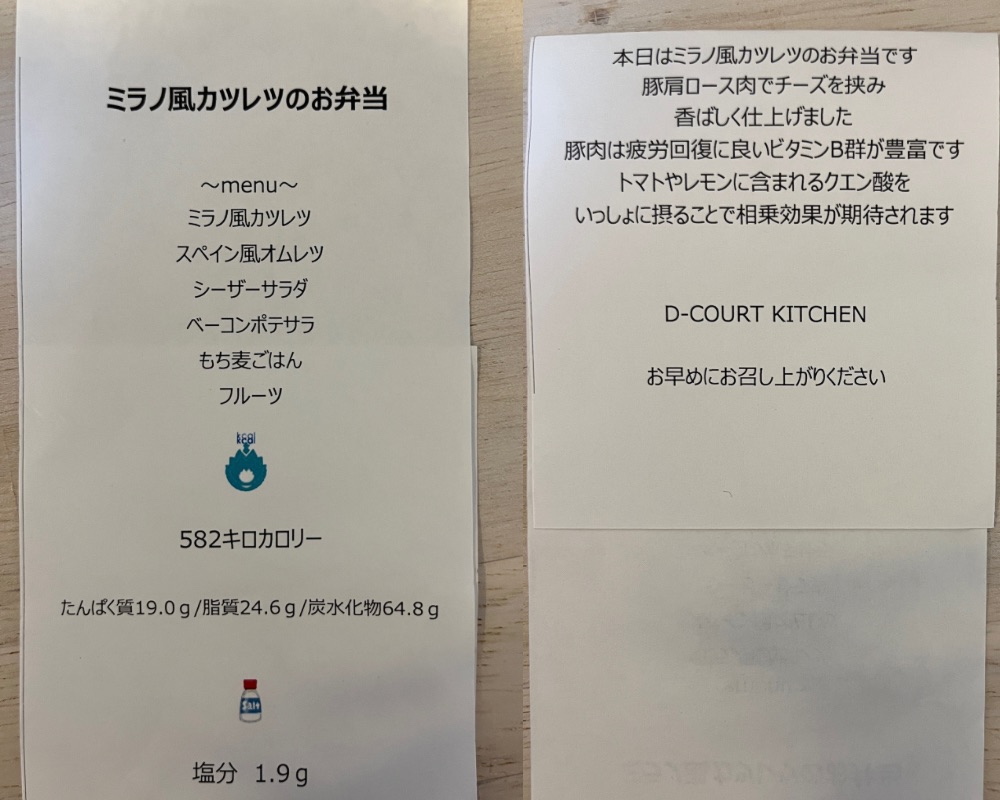 ミラノ風カツレツのお弁当
～menu～
ミラノ風カツレツ
スペイン風オムレツ
シーザーサラダ
ベーコンポテサラ
もち麦ごはん
フルーツ
kcal
582キロカロリー
たんぱく質19.0ｇ/脂質24.6ｇ/炭水化物64.8ｇ
Salt
塩分 1.9ｇ
本日はミラノ風カツレツのお弁当です
豚肩ロース肉でチーズを挟み
香ばしく仕上げました
豚肉は疲労回復に良いビタミンB群が豊富です
トマトやレモンに含まれるクエン酸を
いっしょに摂ることで相乗効果が期待されます
D-COURT KITCHEN
お早めにお召し上がりください